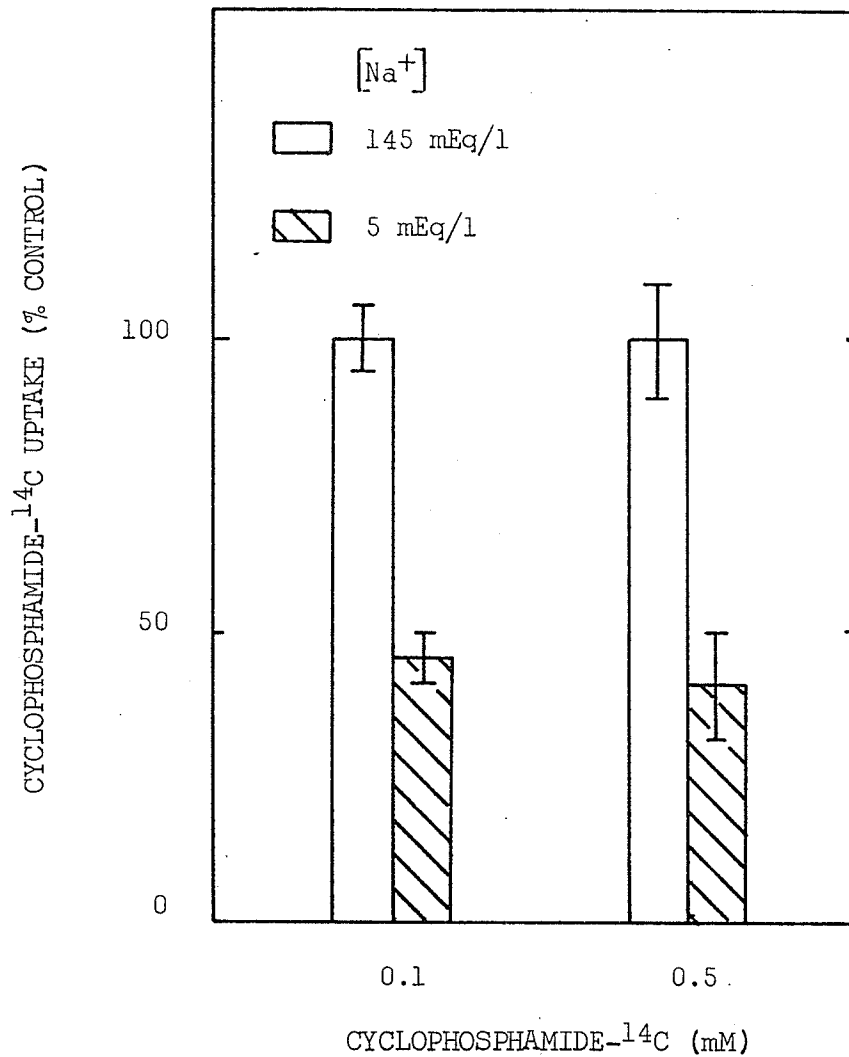 [Na⁺]
145 mEq/l
5 mEq/l
CYCLOPHOSPHAMIDE-¹⁴C UPTAKE (% CONTROL)
100
50
0
0.1
0.5
CYCLOPHOSPHAMIDE-¹⁴C (mM)